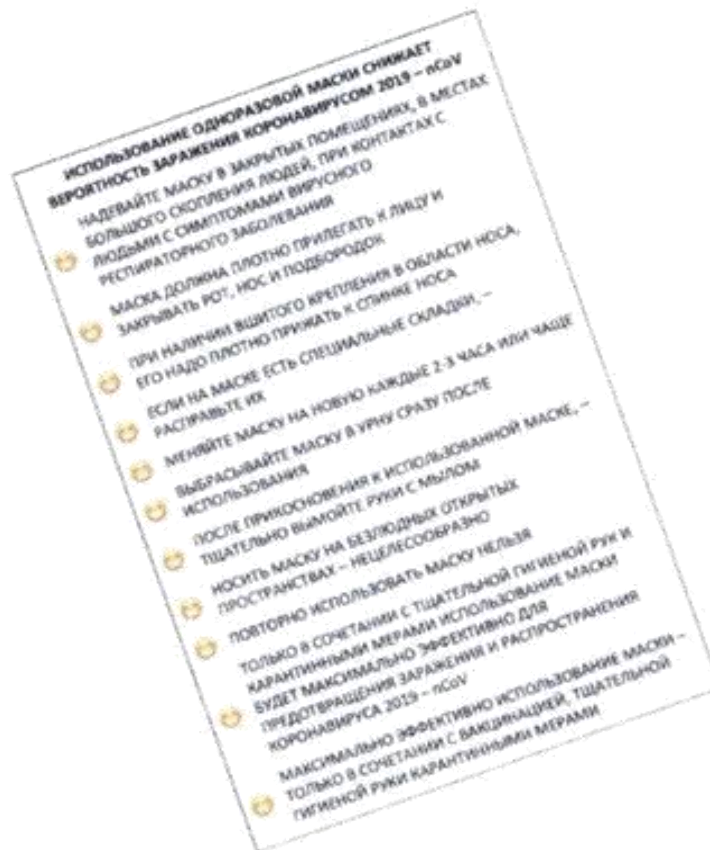 ИСПОЛЬЗОВАНИЕ ОДНОРАЗОВОЙ МАСКИ СНИЖАЕТ
ВЕРОЯТНОСТЬ ЗАРАЖЕНИЯ КОРОНАВИРУСОМ 2019 – nCoV
НАДЕВАЙТЕ МАСКУ В ЗАКРЫТЫХ ПОМЕЩЕНИЯХ, В МЕСТАХ
БОЛЬШОГО СКОПЛЕНИЯ ЛЮДЕЙ, ПРИ КОНТАКТАХ С
ЛЮДЬМИ С СИМПТОМАМИ ВИРУСНОГО
РЕСПИРАТОРНОГО ЗАБОЛЕВАНИЯ
МАСКА ДОЛЖНА ПЛОТНО ПРИЛЕГАТЬ К ЛИЦУ И
ЗАКРЫВАТЬ РОТ, НОС И ПОДБОРОДОК
ПРИ НАЛИЧИИ ВШИТОГО КРЕПЛЕНИЯ В ОБЛАСТИ НОСА,
ЕГО НАДО ПЛОТНО ПРИЖАТЬ К СПИНКЕ НОСА
ЕСЛИ НА МАСКЕ ЕСТЬ СПЕЦИАЛЬНЫЕ СКЛАДКИ, –
РАСПРАВЬТЕ ИХ
МЕНЯЙТЕ МАСКУ НА НОВУЮ КАЖДЫЕ 2-3 ЧАСА ИЛИ ЧАЩЕ
ВЫБРАСЫВАЙТЕ МАСКУ В УРНУ СРАЗУ ПОСЛЕ
ИСПОЛЬЗОВАНИЯ
ПОСЛЕ ПРИКОСНОВЕНИЯ К ИСПОЛЬЗОВАННОЙ МАСКЕ, –
ТЩАТЕЛЬНО ВЫМОЙТЕ РУКИ С МЫЛОМ
НОСИТЬ МАСКУ НА БЕЗЛЮДНЫХ ОТКРЫТЫХ
ПРОСТРАНСТВАХ – НЕЦЕЛЕСООБРАЗНО
ПОВТОРНО ИСПОЛЬЗОВАТЬ МАСКУ НЕЛЬЗЯ
ТОЛЬКО В СОЧЕТАНИИ С ТЩАТЕЛЬНОЙ ГИГИЕНОЙ РУК И
КАРАНТИННЫМИ МЕРАМИ ИСПОЛЬЗОВАНИЕ МАСКИ
БУДЕТ МАКСИМАЛЬНО ЭФФЕКТИВНО ДЛЯ
ПРЕДОТВРАЩЕНИЯ ЗАРАЖЕНИЯ И РАСПРОСТРАНЕНИЯ
КОРОНАВИРУСА 2019 – nCoV
МАКСИМАЛЬНО ЭФФЕКТИВНО ИСПОЛЬЗОВАНИЕ МАСКИ –
ТОЛЬКО В СОЧЕТАНИИ С ВАКЦИНАЦИЕЙ, ТЩАТЕЛЬНОЙ
ГИГИЕНОЙ РУКИ КАРАНТИННЫМИ МЕРАМИ